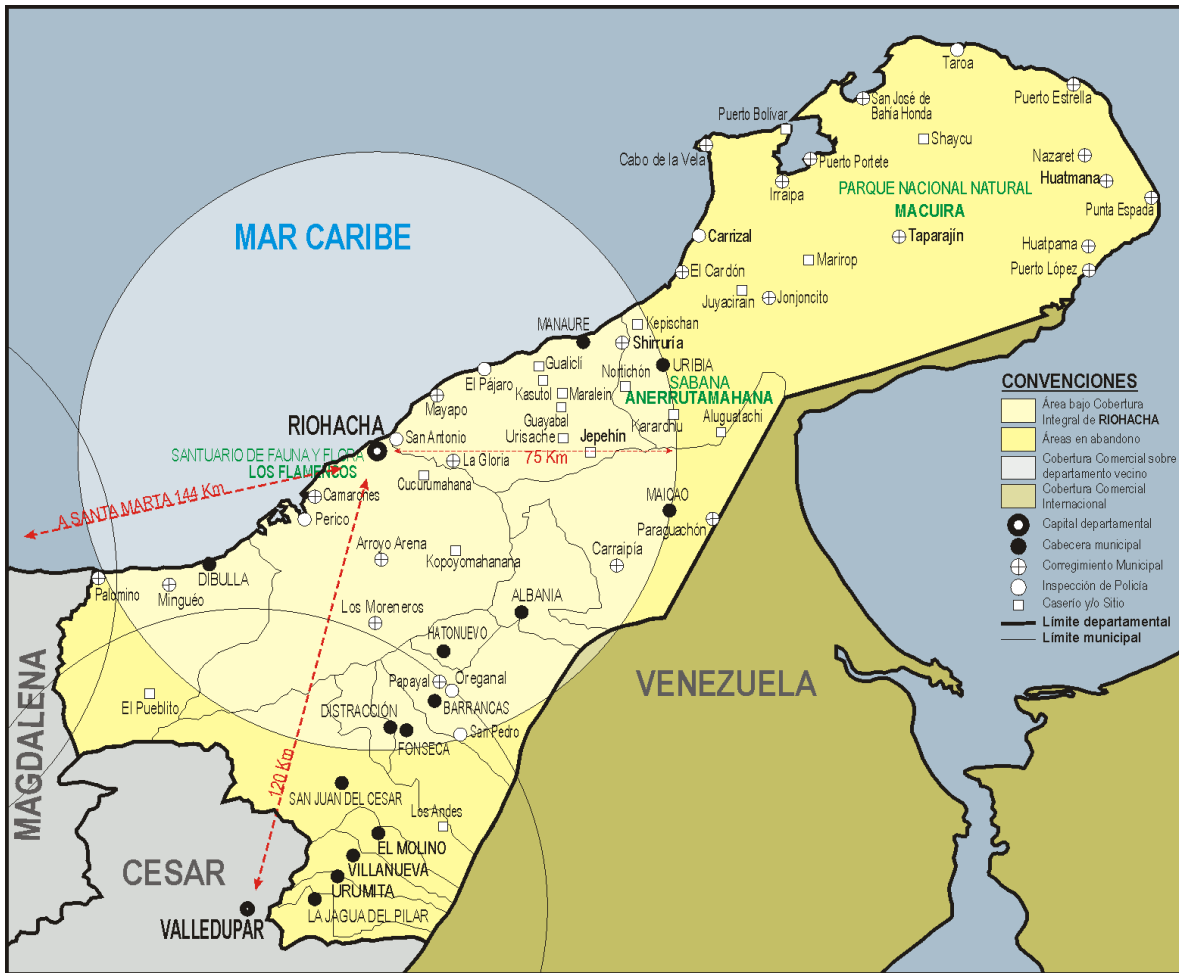 Taroa
Puerto Estrella
San José de
Bahía Honda
Puerto Bolívar
Shaycu
Cabo de la Vela
Puerto Portete
Nazaret
Huatmana
Irraipa
PARQUE NACIONAL NATURAL
MACUIRA
Punta Espada
MAR CARIBE
Carrizal
Taparajín
Huatpama
Marirop
El Cardón
Puerto López
Juyacirain
Jonjoncito
MANAURE
Kepischan
Shirruría
Gualiclí
Nortichón
URIBIA
El Pájaro
Kasutol
Maralein
SABANA
ANERRUTAMAHANA
Mayapo
Guayabal
Karardhiu
Aluguatachi
RIOHACHA
San Antonio
Urisache
Jepehín
75 Km
SANTUARIO DE FAUNA Y FLORA
LOS FLAMENCOS
La Gloria
Cucurumahana
A SANTA MARTA 144 Km
Camarones
Perico
MAICAO
Paraguachón
Arroyo Arena
Kopoyomahanana
Carraipía
DIBULLA
Palomino
Minguéo
ALBANIA
Los Moreneros
HATONUEVO
Papayal
Oreganal
El Pueblito
BARRANCAS
DISTRACCIÓN
FONSECA
San Pedro
120 Km
SAN JUAN DEL CESAR
Los Andes
EL MOLINO
VILLANUEVA
URUMITA
LA JAGUA DEL PILAR
VALLEDUPAR
MAGDALENA
CESAR
VENEZUELA
CONVENCIONES
Área bajo Cobertura
Integral de RIOHACHA
Áreas en abandono
Cobertura Comercial sobre
departamento vecino
Cobertura Comercial
Internacional
Capital departamental
Cabecera municipal
Corregimiento Municipal
Inspección de Policía
Caserío y/o Sitio
Límite departamental
Límite municipal